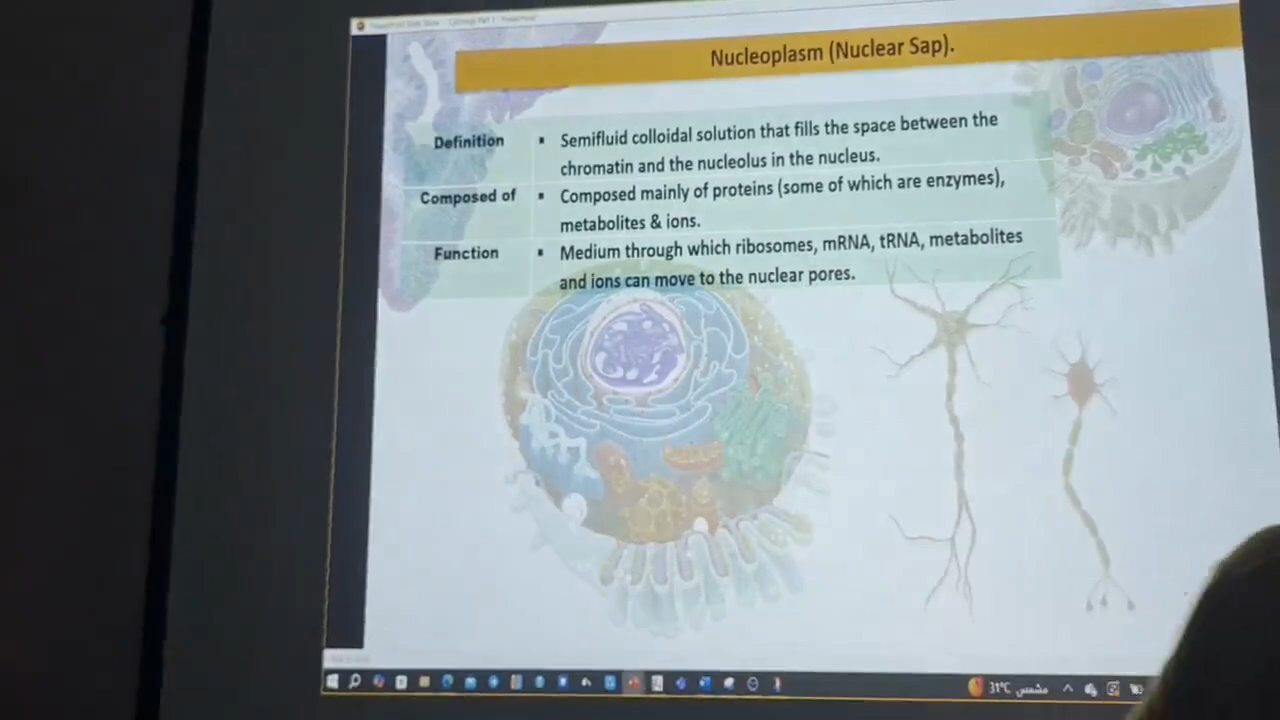 Nucleoplasm (Nuclear Sap).
Definition
▪ Semifluid colloidal solution that fills the space between the
chromatin and the nucleolus in the nucleus.
Composed of
▪ Composed mainly of proteins (some of which are enzymes),
metabolites & ions.
Function
▪ Medium through which ribosomes, mRNA, tRNA, metabolites
and ions can move to the nuclear pores.
31°C مشمس